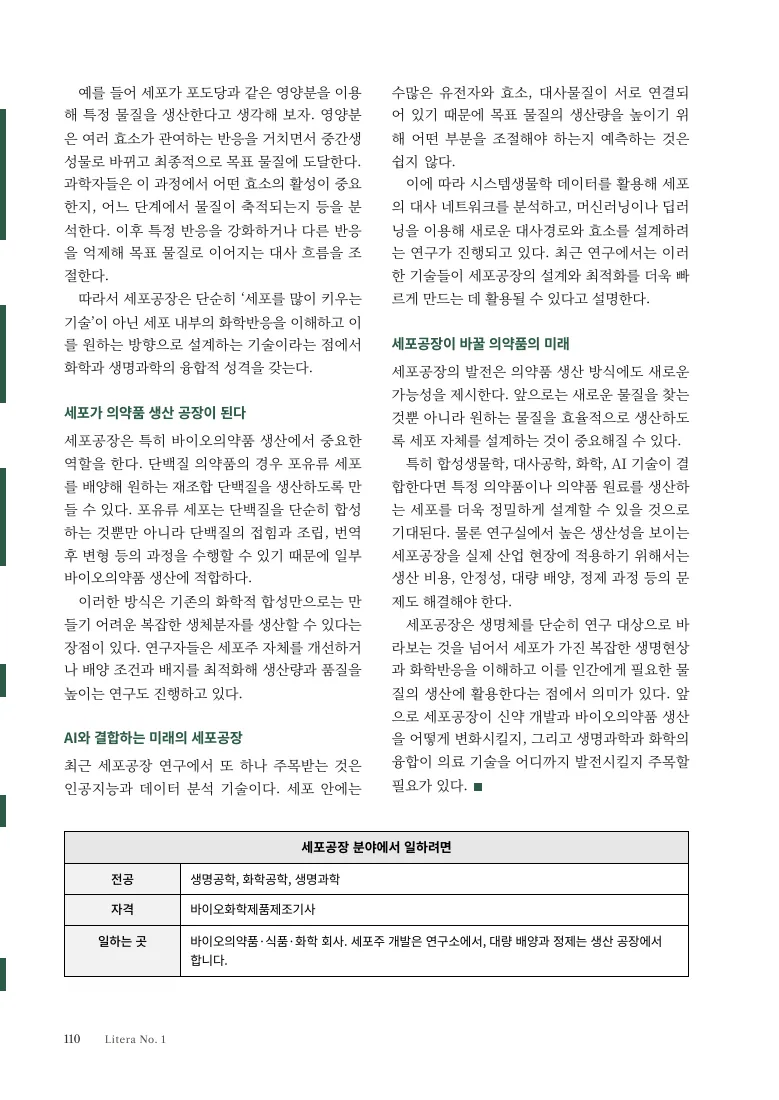 예를 들어 세포가 포도당과 같은 영양분을 이용
해 특정 물질을 생산한다고 생각해 보자. 영양분
은 여러 효소가 관여하는 반응을 거치면서 중간생
성물로 바뀌고 최종적으로 목표 물질에 도달한다.
과학자들은 이 과정에서 어떤 효소의 활성이 중요
한지, 어느 단계에서 물질이 축적되는지 등을 분
석한다. 이후 특정 반응을 강화하거나 다른 반응
을 억제해 목표 물질로 이어지는 대사 흐름을 조
절한다.
따라서 세포공장은 단순히 ‘세포를 많이 키우는
기술’이 아닌 세포 내부의 화학반응을 이해하고 이
를 원하는 방향으로 설계하는 기술이라는 점에서
화학과 생명과학의 융합적 성격을 갖는다.
세포가 의약품 생산 공장이 된다
세포공장은 특히 바이오의약품 생산에서 중요한
역할을 한다. 단백질 의약품의 경우 포유류 세포
를 배양해 원하는 재조합 단백질을 생산하도록 만
들 수 있다. 포유류 세포는 단백질을 단순히 합성
하는 것뿐만 아니라 단백질의 접힘과 조립, 번역
후 변형 등의 과정을 수행할 수 있기 때문에 일부
바이오의약품 생산에 적합하다.
이러한 방식은 기존의 화학적 합성만으로는 만
들기 어려운 복잡한 생체분자를 생산할 수 있다는
장점이 있다. 연구자들은 세포주 자체를 개선하거
나 배양 조건과 배지를 최적화해 생산량과 품질을
높이는 연구도 진행하고 있다.
AI와 결합하는 미래의 세포공장
최근 세포공장 연구에서 또 하나 주목받는 것은
인공지능과 데이터 분석 기술이다. 세포 안에는
수많은 유전자와 효소, 대사물질이 서로 연결되
어 있기 때문에 목표 물질의 생산량을 높이기 위
해 어떤 부분을 조절해야 하는지 예측하는 것은
쉽지 않다.
이에 따라 시스템생물학 데이터를 활용해 세포
의 대사 네트워크를 분석하고, 머신러닝이나 딥러
닝을 이용해 새로운 대사경로와 효소를 설계하려
는 연구가 진행되고 있다. 최근 연구에서는 이러
한 기술들이 세포공장의 설계와 최적화를 더욱 빠
르게 만드는 데 활용될 수 있다고 설명한다.
세포공장이 바꿀 의약품의 미래
세포공장의 발전은 의약품 생산 방식에도 새로운
가능성을 제시한다. 앞으로는 새로운 물질을 찾는
것뿐 아니라 원하는 물질을 효율적으로 생산하도
록 세포 자체를 설계하는 것이 중요해질 수 있다.
특히 합성생물학, 대사공학, 화학, AI 기술이 결
합한다면 특정 의약품이나 의약품 원료를 생산하
는 세포를 더욱 정밀하게 설계할 수 있을 것으로
기대된다. 물론 연구실에서 높은 생산성을 보이는
세포공장을 실제 산업 현장에 적용하기 위해서는
생산 비용, 안정성, 대량 배양, 정제 과정 등의 문
제도 해결해야 한다.
세포공장은 생명체를 단순히 연구 대상으로 바
라보는 것을 넘어서 세포가 가진 복잡한 생명현상
과 화학반응을 이해하고 이를 인간에게 필요한 물
질의 생산에 활용한다는 점에서 의미가 있다. 앞
으로 세포공장이 신약 개발과 바이오의약품 생산
을 어떻게 변화시킬지, 그리고 생명과학과 화학의
융합이 의료 기술을 어디까지 발전시킬지 주목할
필요가 있다. ■
세포공장 분야에서 일하려면
전공 생명공학, 화학공학, 생명과학
자격 바이오화학제품제조기사
일하는 곳 바이오의약품·식품·화학 회사. 세포주 개발은 연구소에서, 대량 배양과 정제는 생산 공장에서
합니다.
110 Litera No. 1